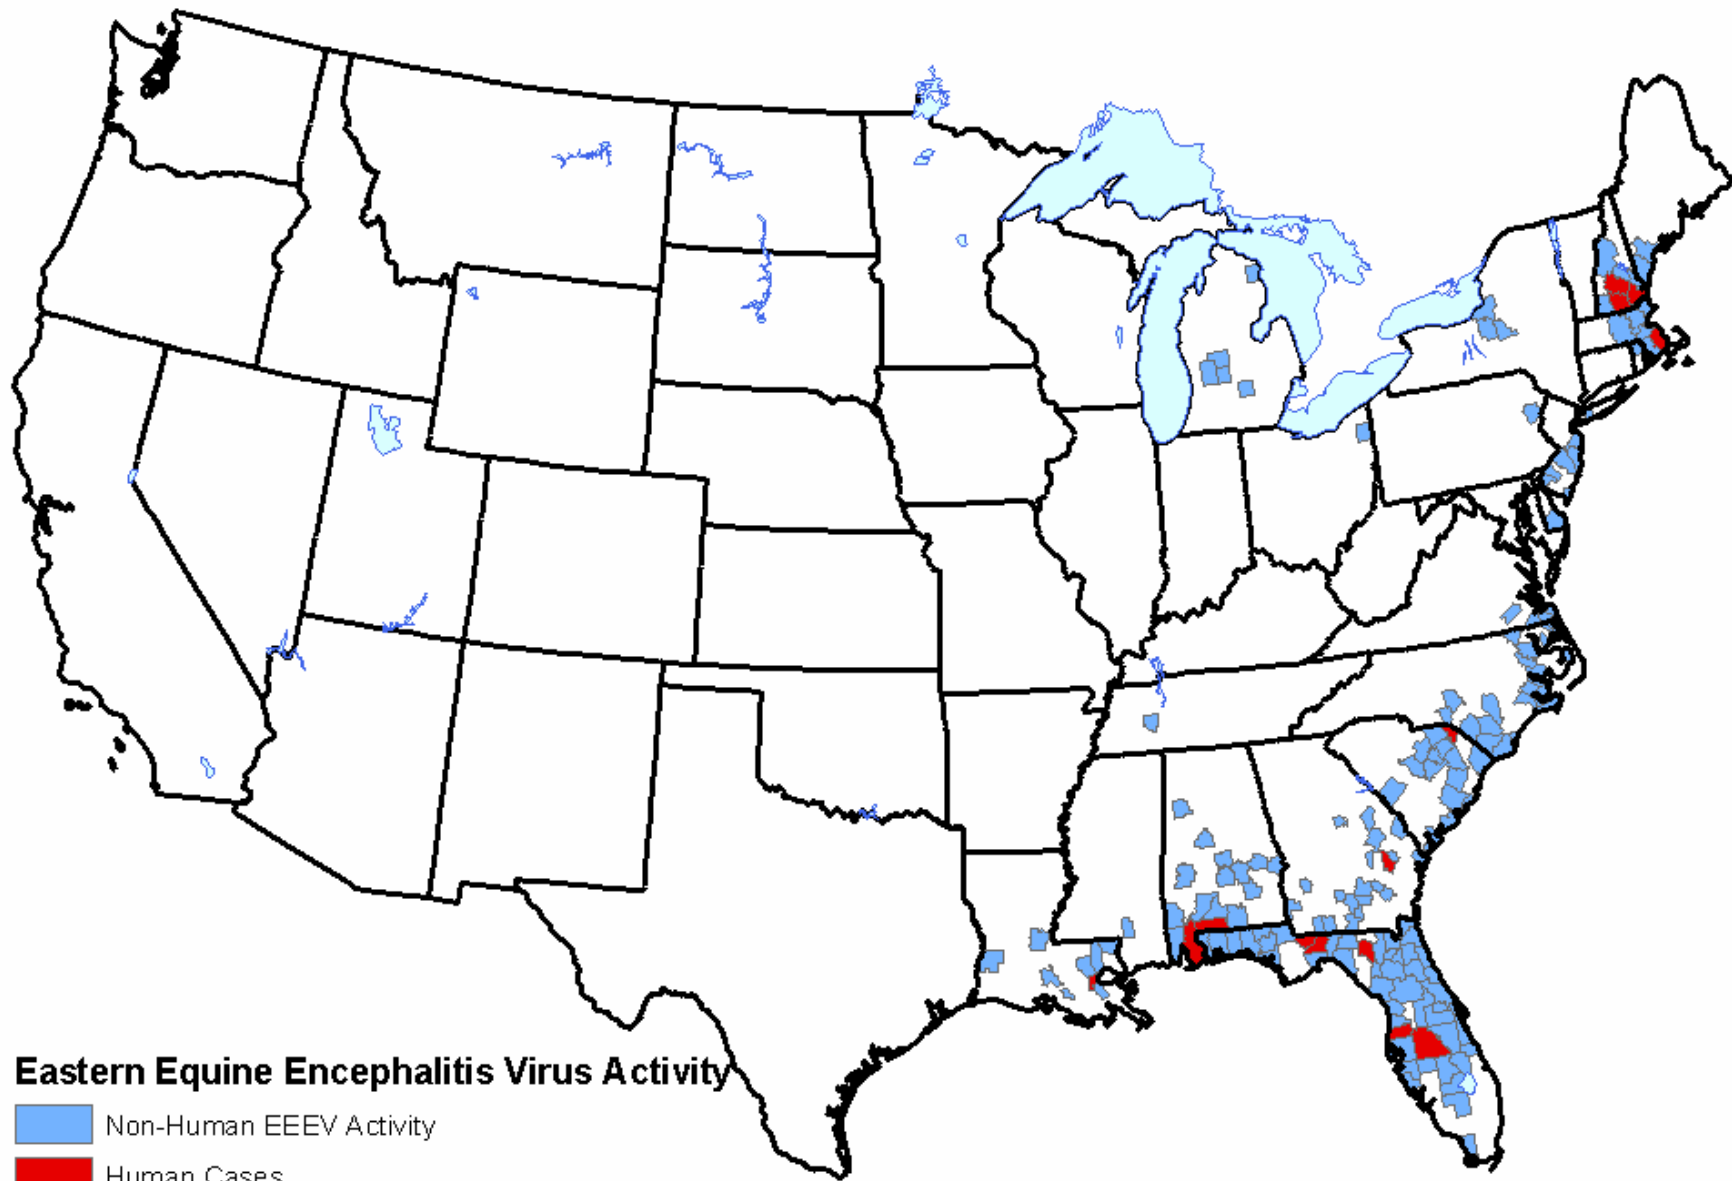 Eastern Equine Encephalitis Virus Activity
Non-Human EEEV Activity
Human Cases